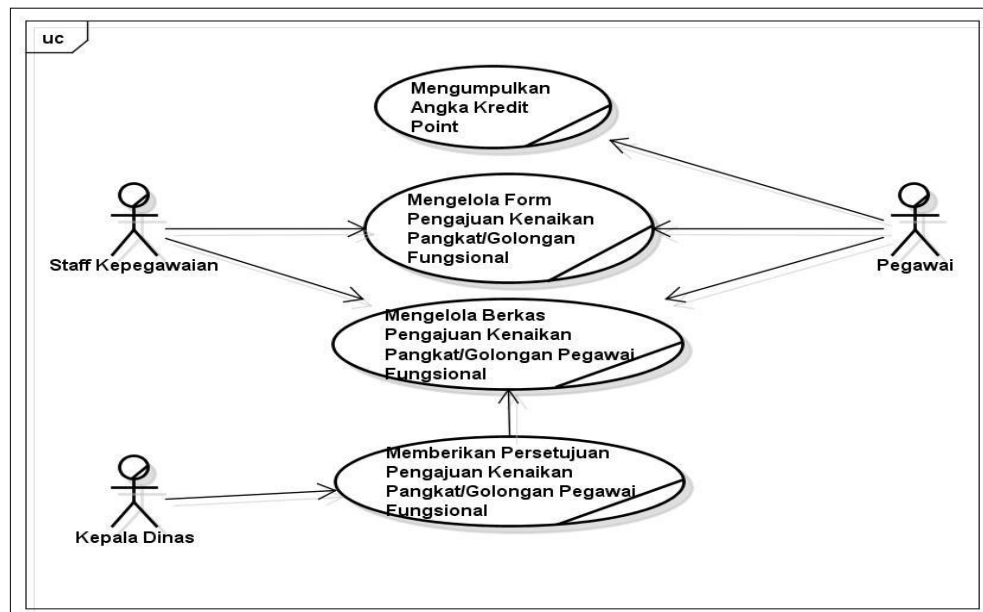 uc
Mengumpulkan
Angka Kredit
Point
Mengelola Form
Pengajuan Kenaikan
Pangkat/Golongan
Fungsional
Staff Kepegawaian
Pegawai
Mengelola Berkas
Pengajuan Kenaikan
Pangkat/Golongan Pegawai
Fungsional
Memberikan Persetujuan
Pengajuan Kenaikan
Pangkat/Golongan Pegawai
Fungsional
Kepala Dinas